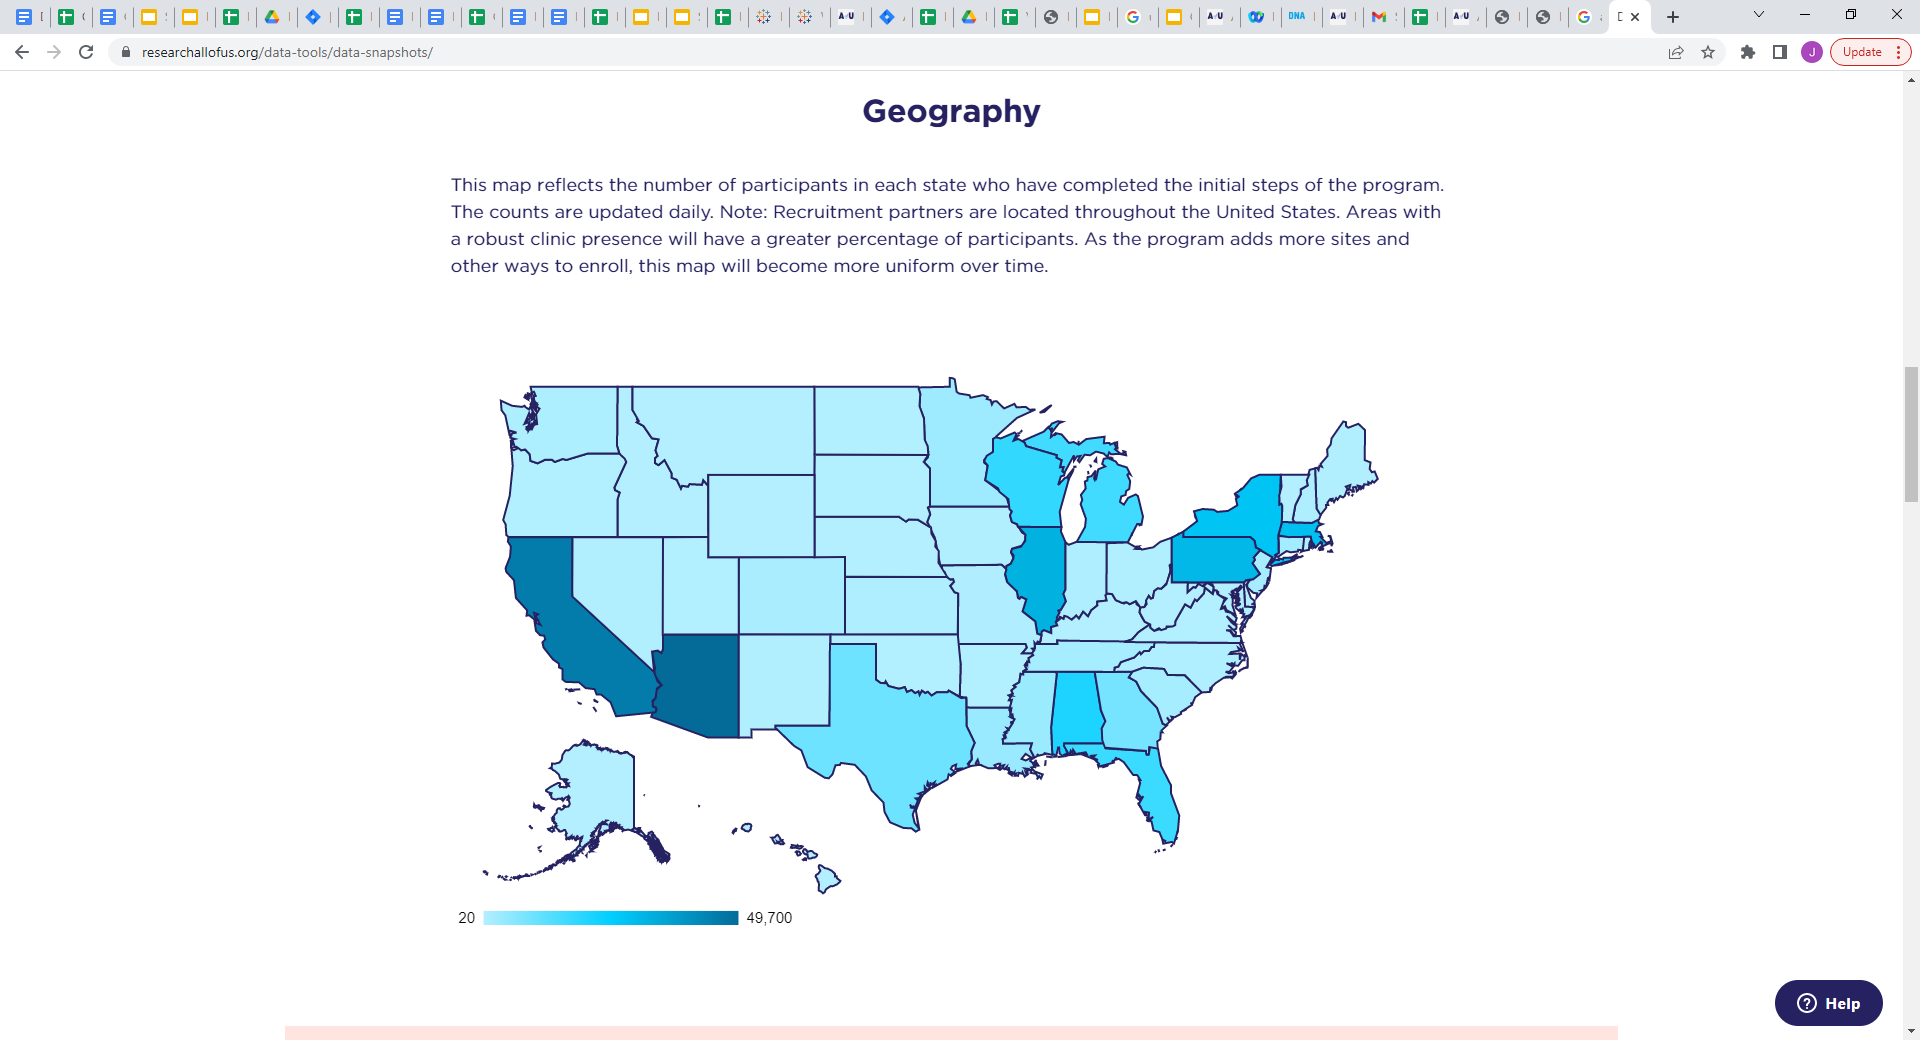 DNA
researchallofus.org/data-tools/data-snapshots/
J
Update
Geography
This map reflects the number of participants in each state who have completed the initial steps of the program.
The counts are updated daily. Note: Recruitment partners are located throughout the United States. Areas with
a robust clinic presence will have a greater percentage of participants. As the program adds more sites and
other ways to enroll, this map will become more uniform over time.
20
49,700
Help